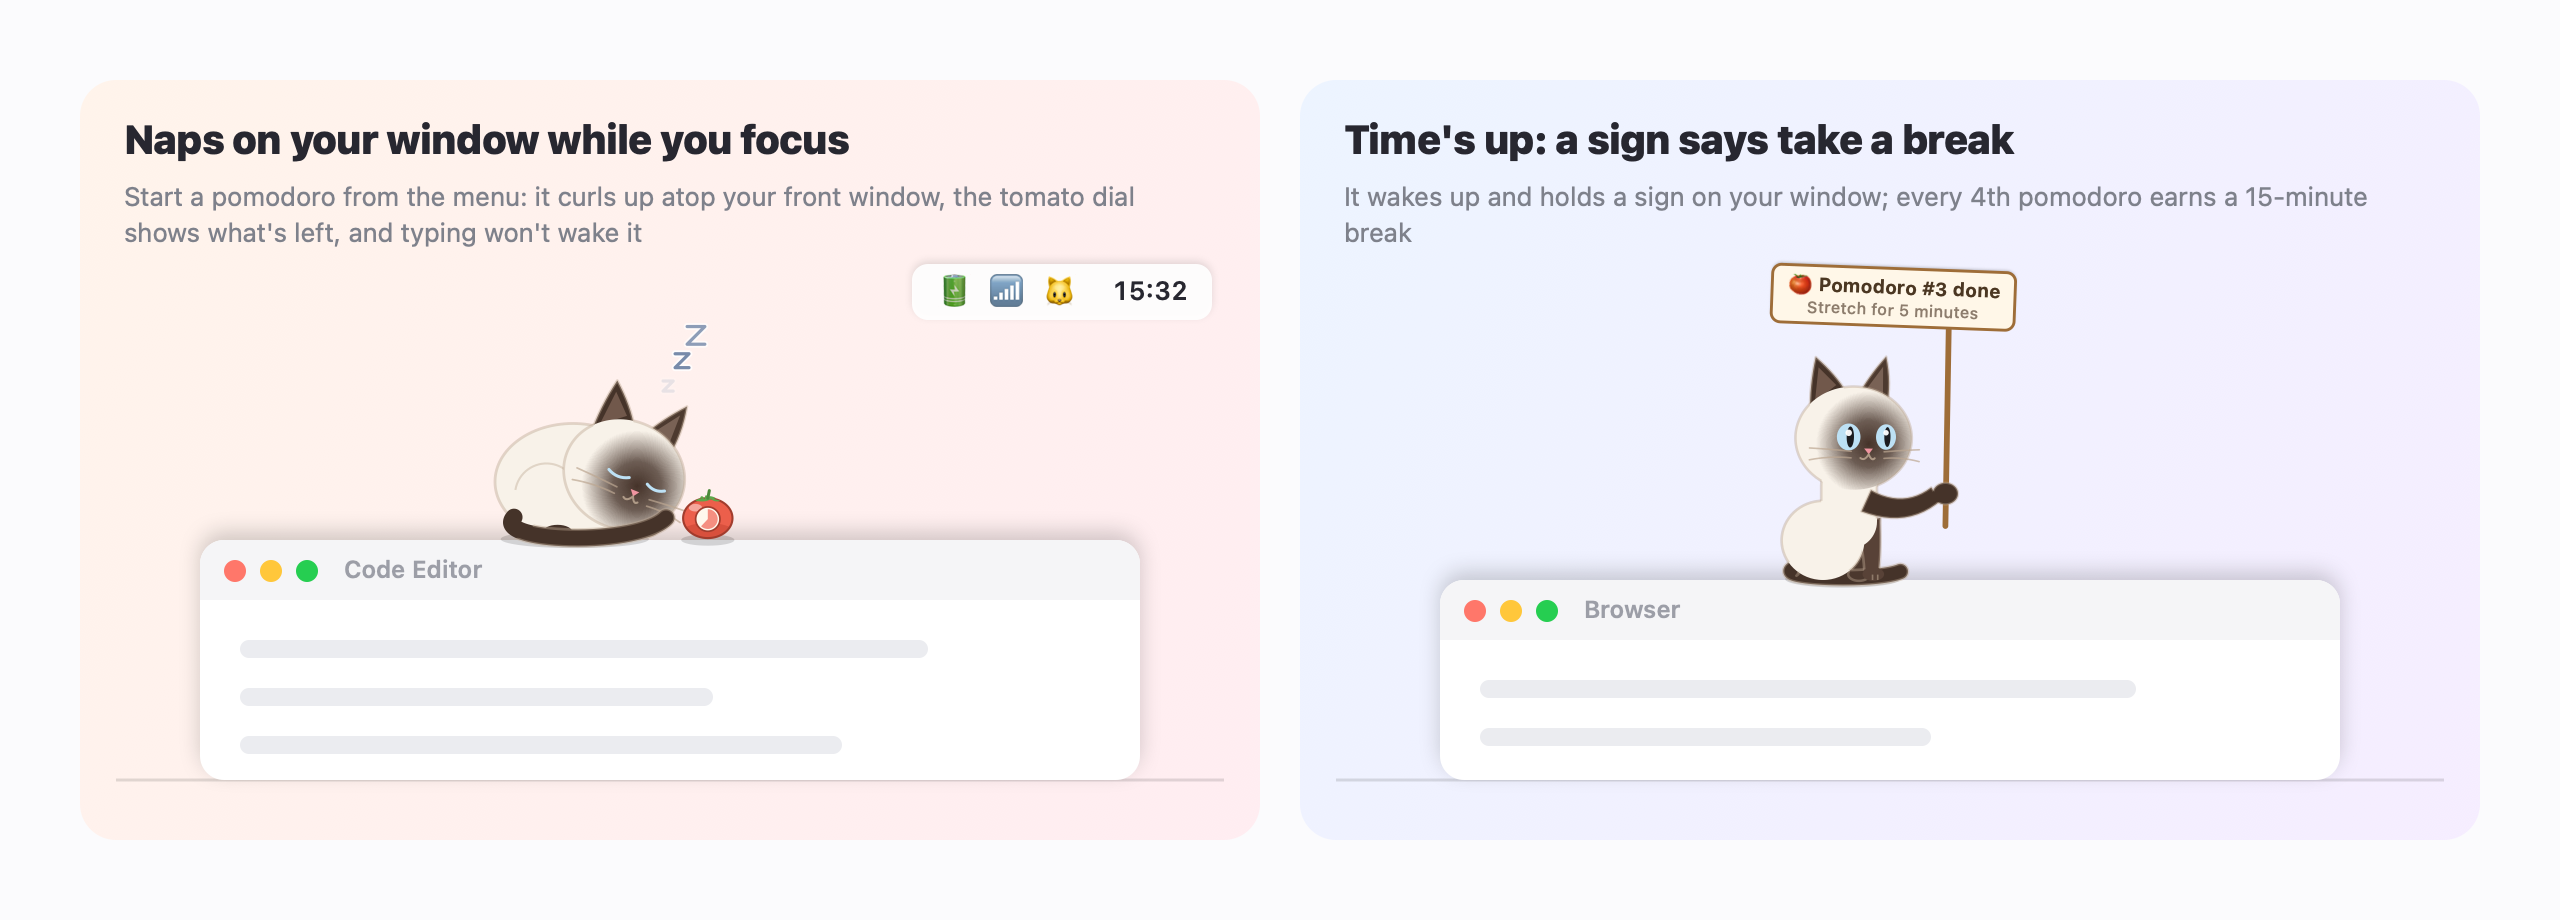 Naps on your window while you focus
Start a pomodoro from the menu: it curls up atop your front window, the tomato dial
shows what's left, and typing won't wake it
15:32
z
z
z
Code Editor
Time's up: a sign says take a break
It wakes up and holds a sign on your window; every 4th pomodoro earns a 15-minute
break
Pomodoro #3 done
Stretch for 5 minutes
Browser